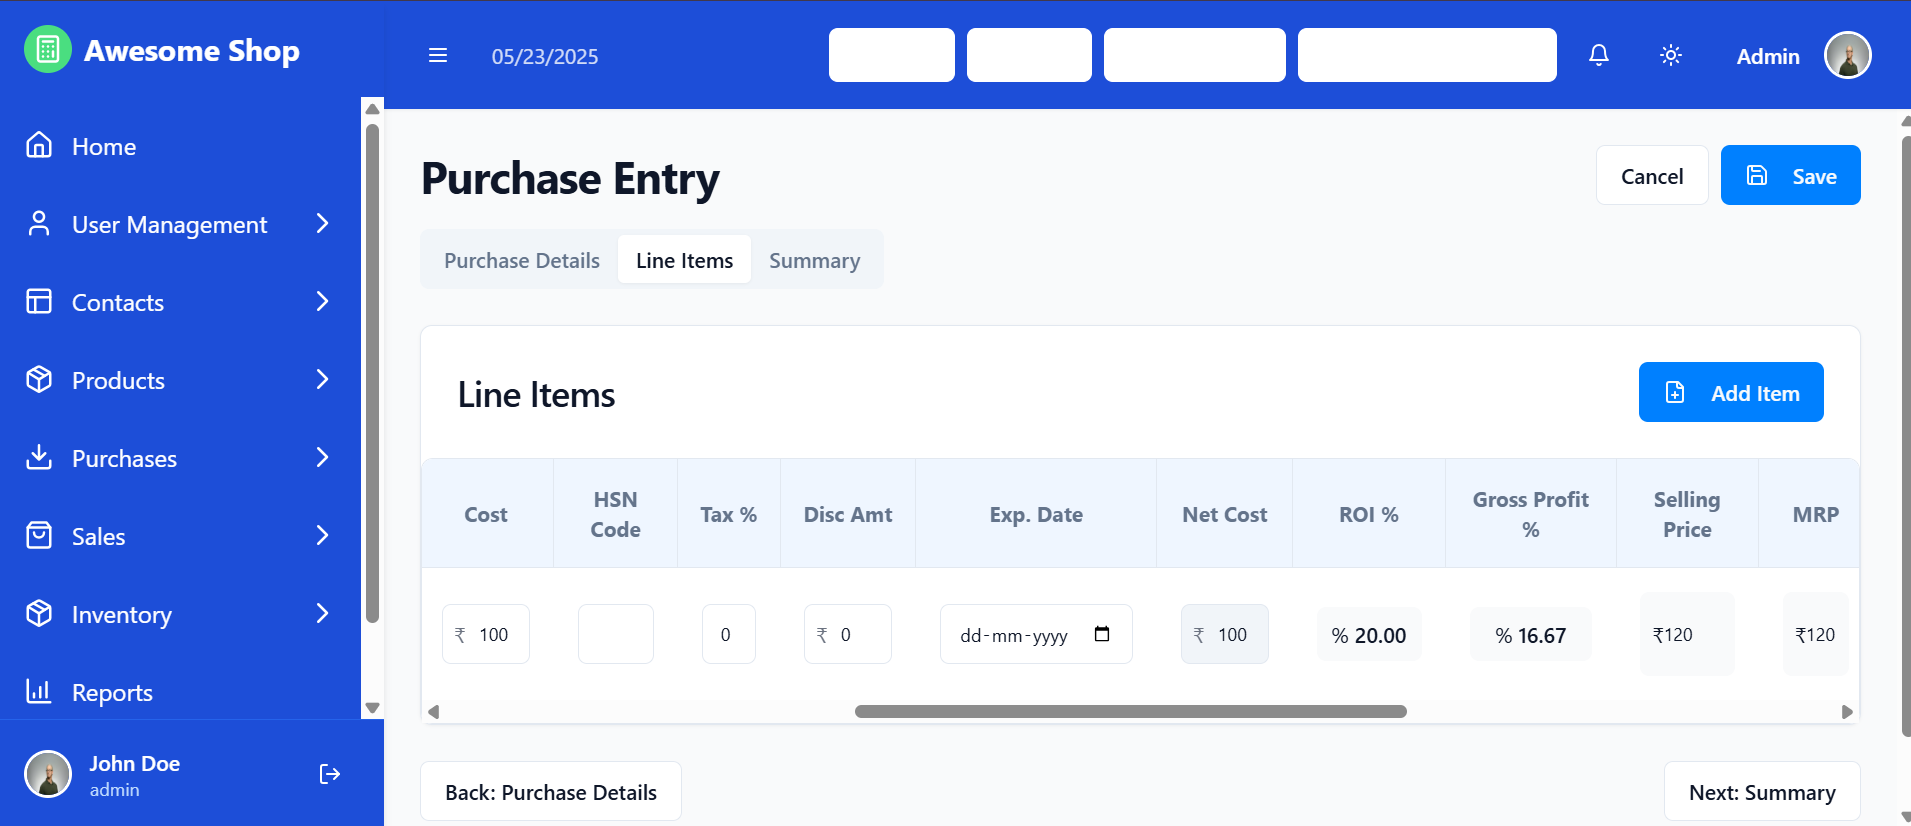 Awesome Shop
05/23/2025
Admin
Home
User Management
Contacts
Products
Purchases
Sales
Inventory
Reports
John Doe
admin
Purchase Entry
Cancel
Save
Purchase Details
Line Items
Summary
Line Items
Add Item
Cost
HSN
Code
Tax %
Disc Amt
Exp. Date
Net Cost
ROI %
Gross Profit
%
Selling
Price
MRP
₹ 100
0
₹ 0
dd-mm-yyyy
₹ 100
% 20.00
% 16.67
₹120
₹120
Back: Purchase Details
Next: Summary